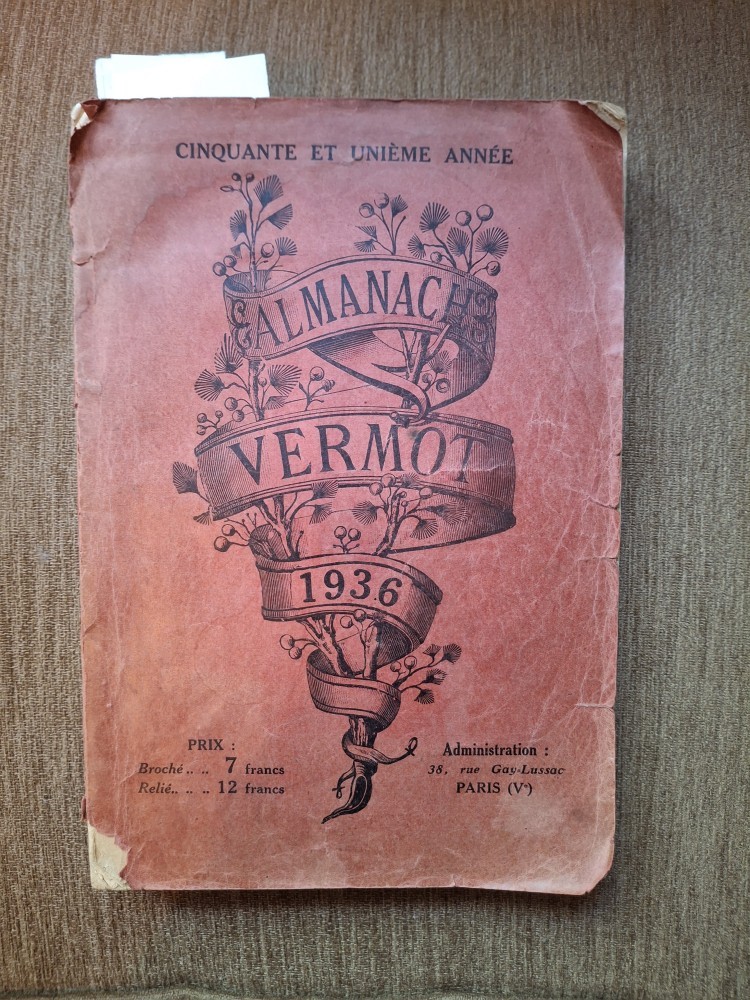 CINQUANTE ET UNIÈME ANNÉE
ALMANACH
VERMOT
1936
PRIX :
Broché .. .. 7 francs
Relié .. .. .. 12 francs
Administration :
38, rue Gay-Lussac
PARIS (Vᵉ)